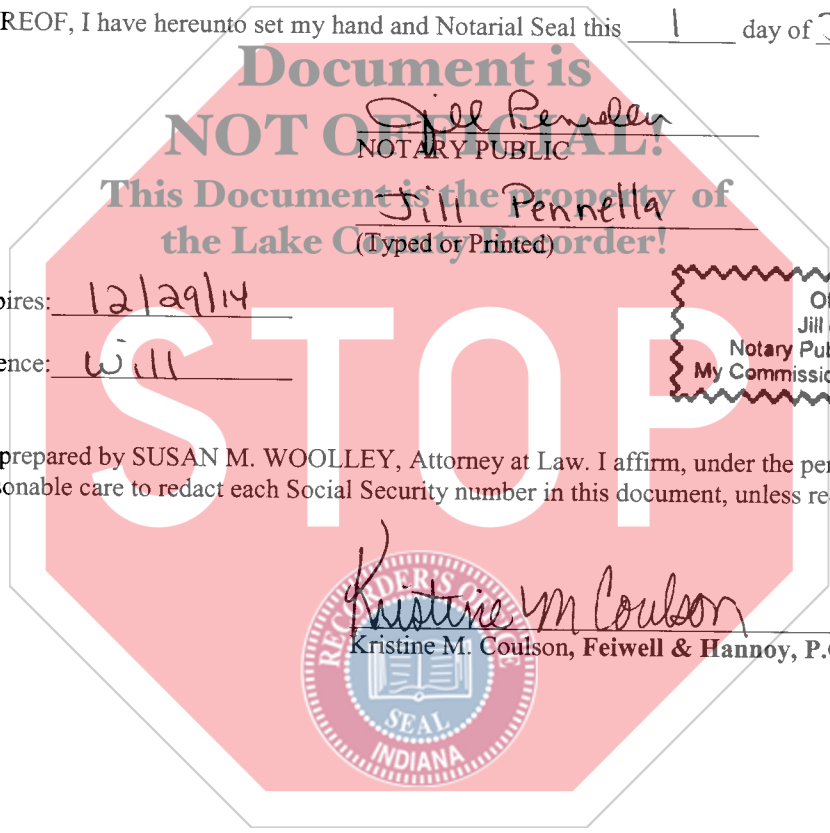 REOF, I have hereunto set my hand and Notarial Seal this 1 day of
Document is
NOT OFFICIAL!
Jill Pennella
NOTARY PUBLIC
This Document is the property of
Jill Pennella
the Lake County Recorder!
(Typed or Printed)
pires: 12/29/14
ence: Will
Of
Jill
Notary Pub
My Commissio
STOP
prepared by SUSAN M. WOOLLEY, Attorney at Law. I affirm, under the pen
sonable care to redact each Social Security number in this document, unless re
Kristine M Coulson
Kristine M. Coulson, Feiwell & Hannoy, P.C
RECORDER'S OFFICE
SEAL
INDIANA